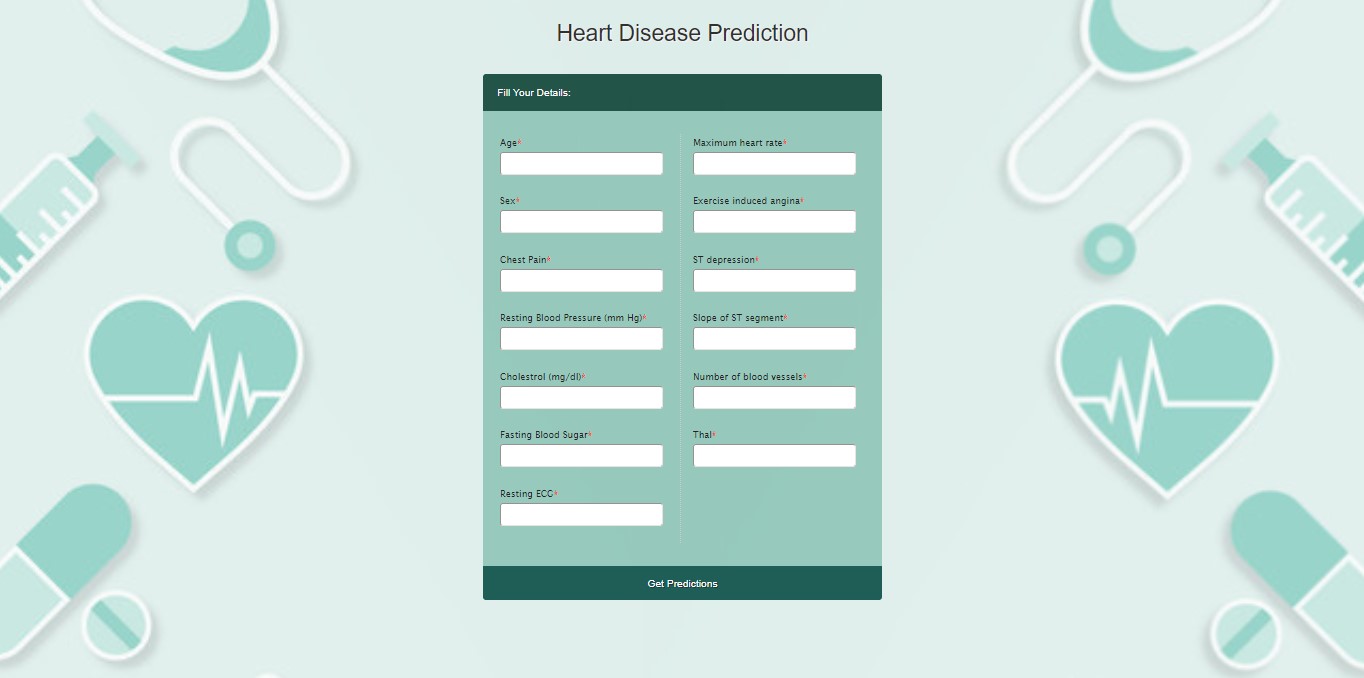 Heart Disease Prediction
Fill Your Details:
Age*
Sex*
Chest Pain*
Resting Blood Pressure (mm Hg)*
Cholestrol (mg/dl)*
Fasting Blood Sugar*
Resting ECG*
Maximum heart rate*
Exercise induced angina*
ST depression*
Slope of ST segment*
Number of blood vessels*
Thal*
Get Predictions